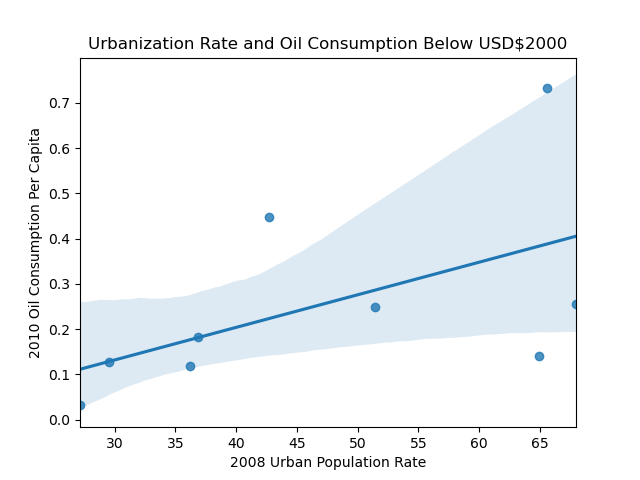 Urbanization Rate and Oil Consumption Below USD$2000
0.7
0.6
0.5
0.4
0.3
0.2
0.1
0.0
2010 Oil Consumption Per Capita
30 35 40 45 50 55 60 65
2008 Urban Population Rate